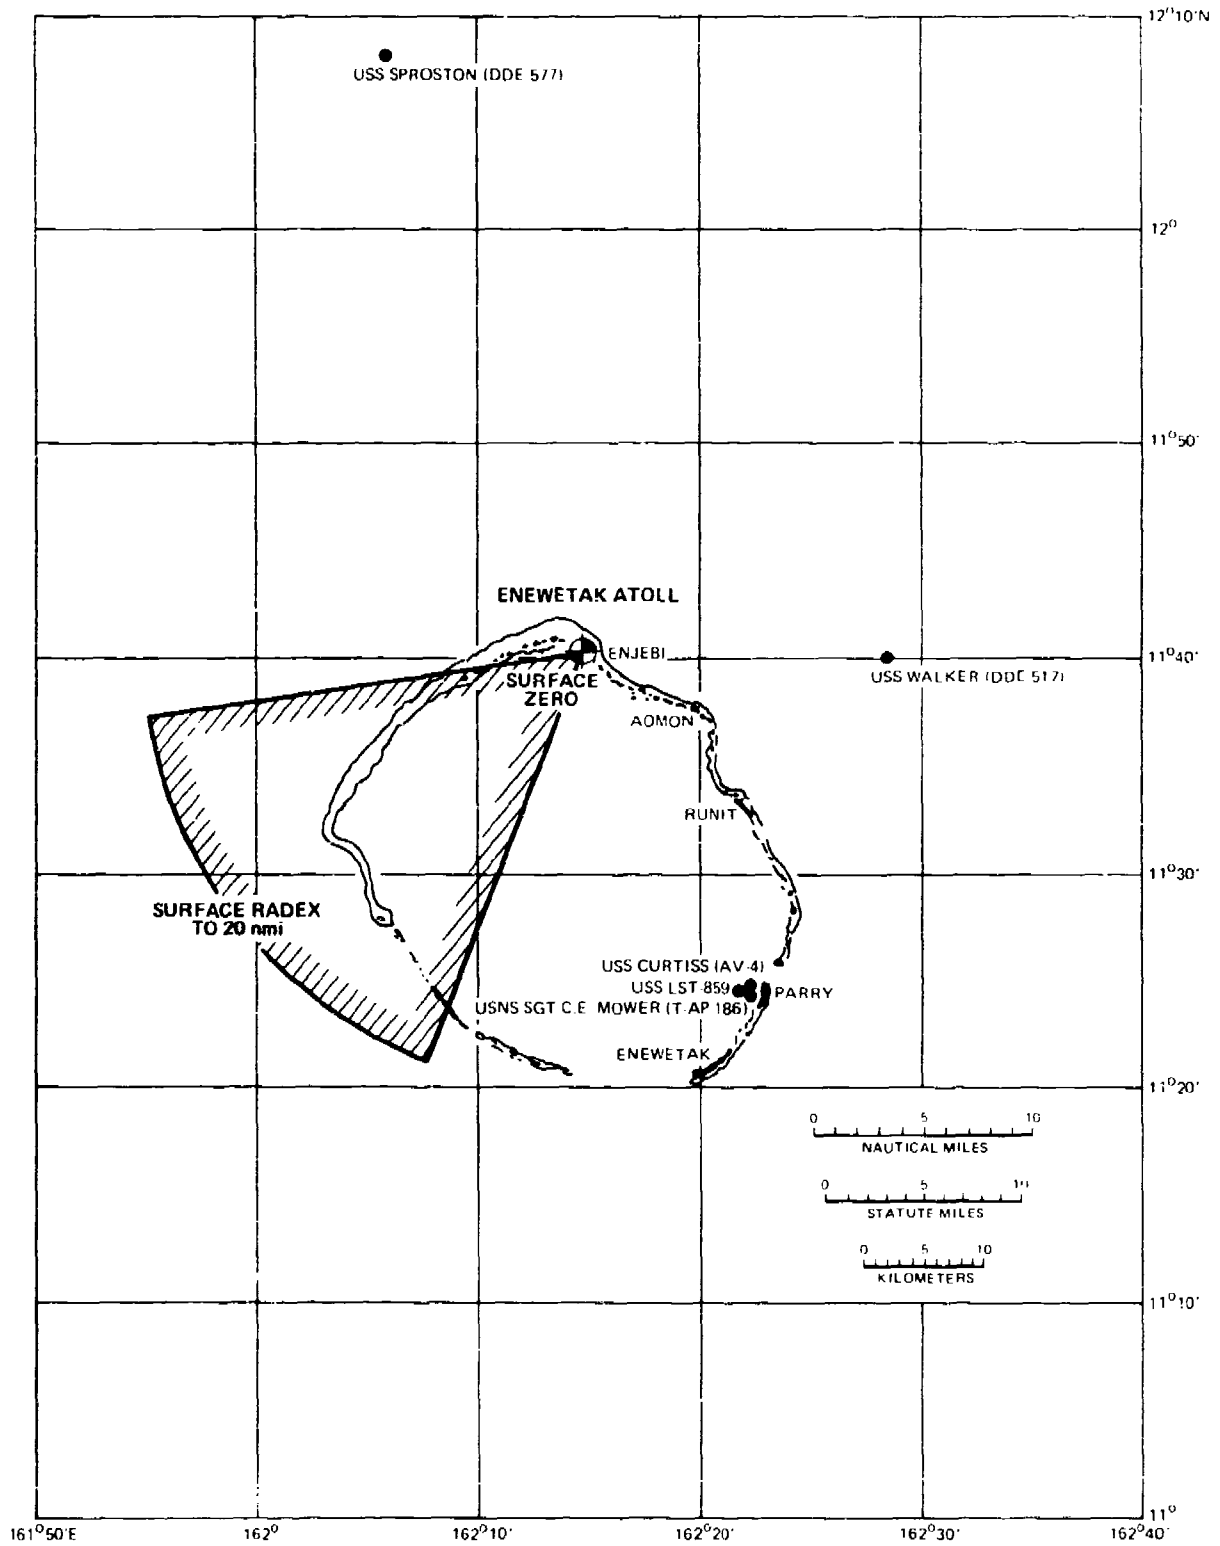 12°10'N
USS SPROSTON (DDE 577)
12°
11°50'
ENEWETAK ATOLL
ENJEBI
11°40'
SURFACE
ZERO
USS WALKER (DDE 517)
AOMON
RUNIT
11°30'
SURFACE RADEX
TO 20 nmi
USS CURTISS (AV-4)
USS LST-859
PARRY
USNS SGT C.E. MOWER (T-AP 186)
ENEWETAK
11°20'
0 5 10
NAUTICAL MILES
0 5 10
STATUTE MILES
0 5 10
KILOMETERS
11°10'
11°
161°50'E 162° 162°10' 162°20' 162°30' 162°40'